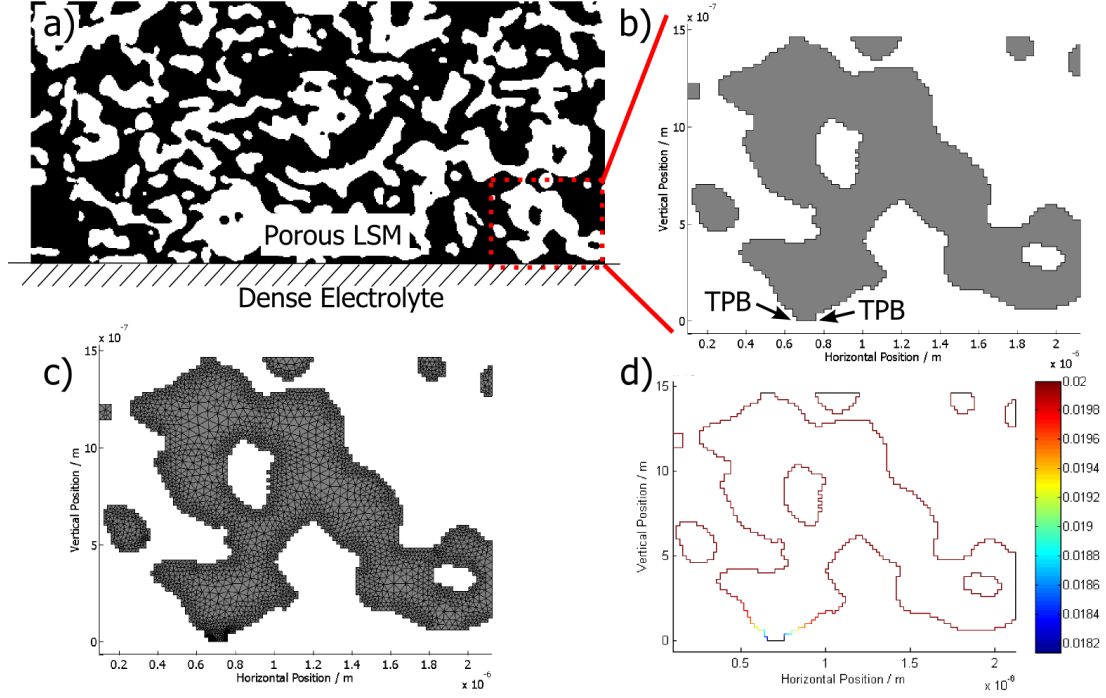 a)
Porous LSM
Dense Electrolyte
b)
x 10⁻⁷
15
10
5
0
Vertical Position / m
TPB
TPB
0.2 0.4 0.6 0.8 1 1.2 1.4 1.6 1.8 2
Horizontal Position / m
x 10⁻⁶
c)
x 10⁻⁷
15
10
5
0
Vertical Position / m
0.2 0.4 0.6 0.8 1 1.2 1.4 1.6 1.8 2
Horizontal Position / m
x 10⁻⁶
d)
15
10
5
0
Vertical Position / m
0.5 1 1.5 2
Horizontal Position / m
x 10⁻⁶
0.02
0.0198
0.0196
0.0194
0.0192
0.019
0.0188
0.0186
0.0184
0.0182